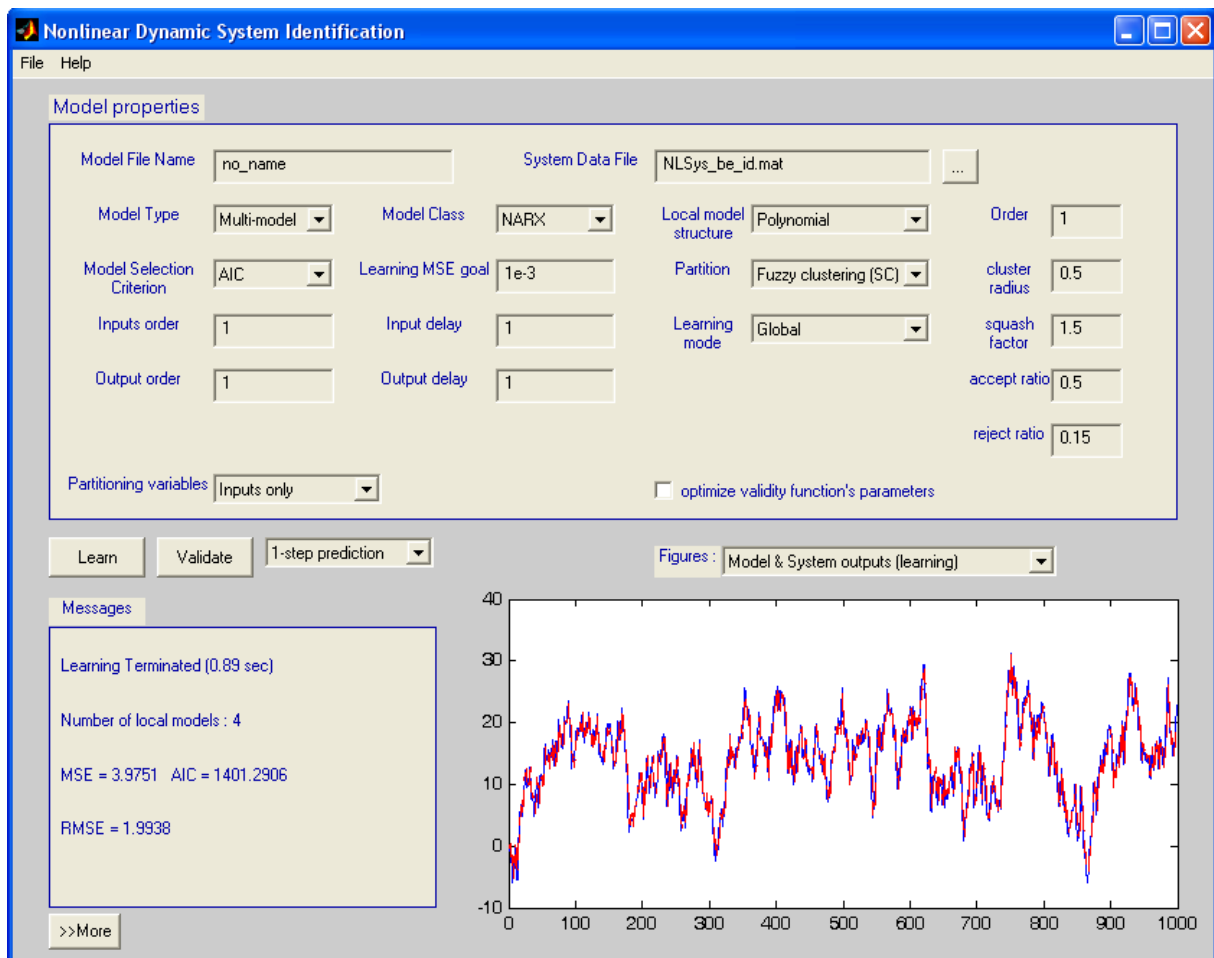 Nonlinear Dynamic System Identification
File Help
Model properties
Model File Name no_name System Data File NLSys_be_id.mat ...
Model Type Multi-model Model Class NARX Local model structure Polynomial Order 1
Model Selection Criterion AIC Learning MSE goal 1e-3 Partition Fuzzy clustering (SC) cluster radius 0.5
Inputs order 1 Input delay 1 Learning mode Global squash factor 1.5
Output order 1 Output delay 1 accept ratio 0.5
reject ratio 0.15
Partitioning variables Inputs only optimize validity function's parameters
Learn Validate 1-step prediction Figures : Model & System outputs (learning)
Messages
Learning Terminated (0.89 sec)
Number of local models : 4
MSE = 3.9751 AIC = 1401.2906
RMSE = 1.9938
>>More
40
30
20
10
0
-10
0 100 200 300 400 500 600 700 800 900 1000